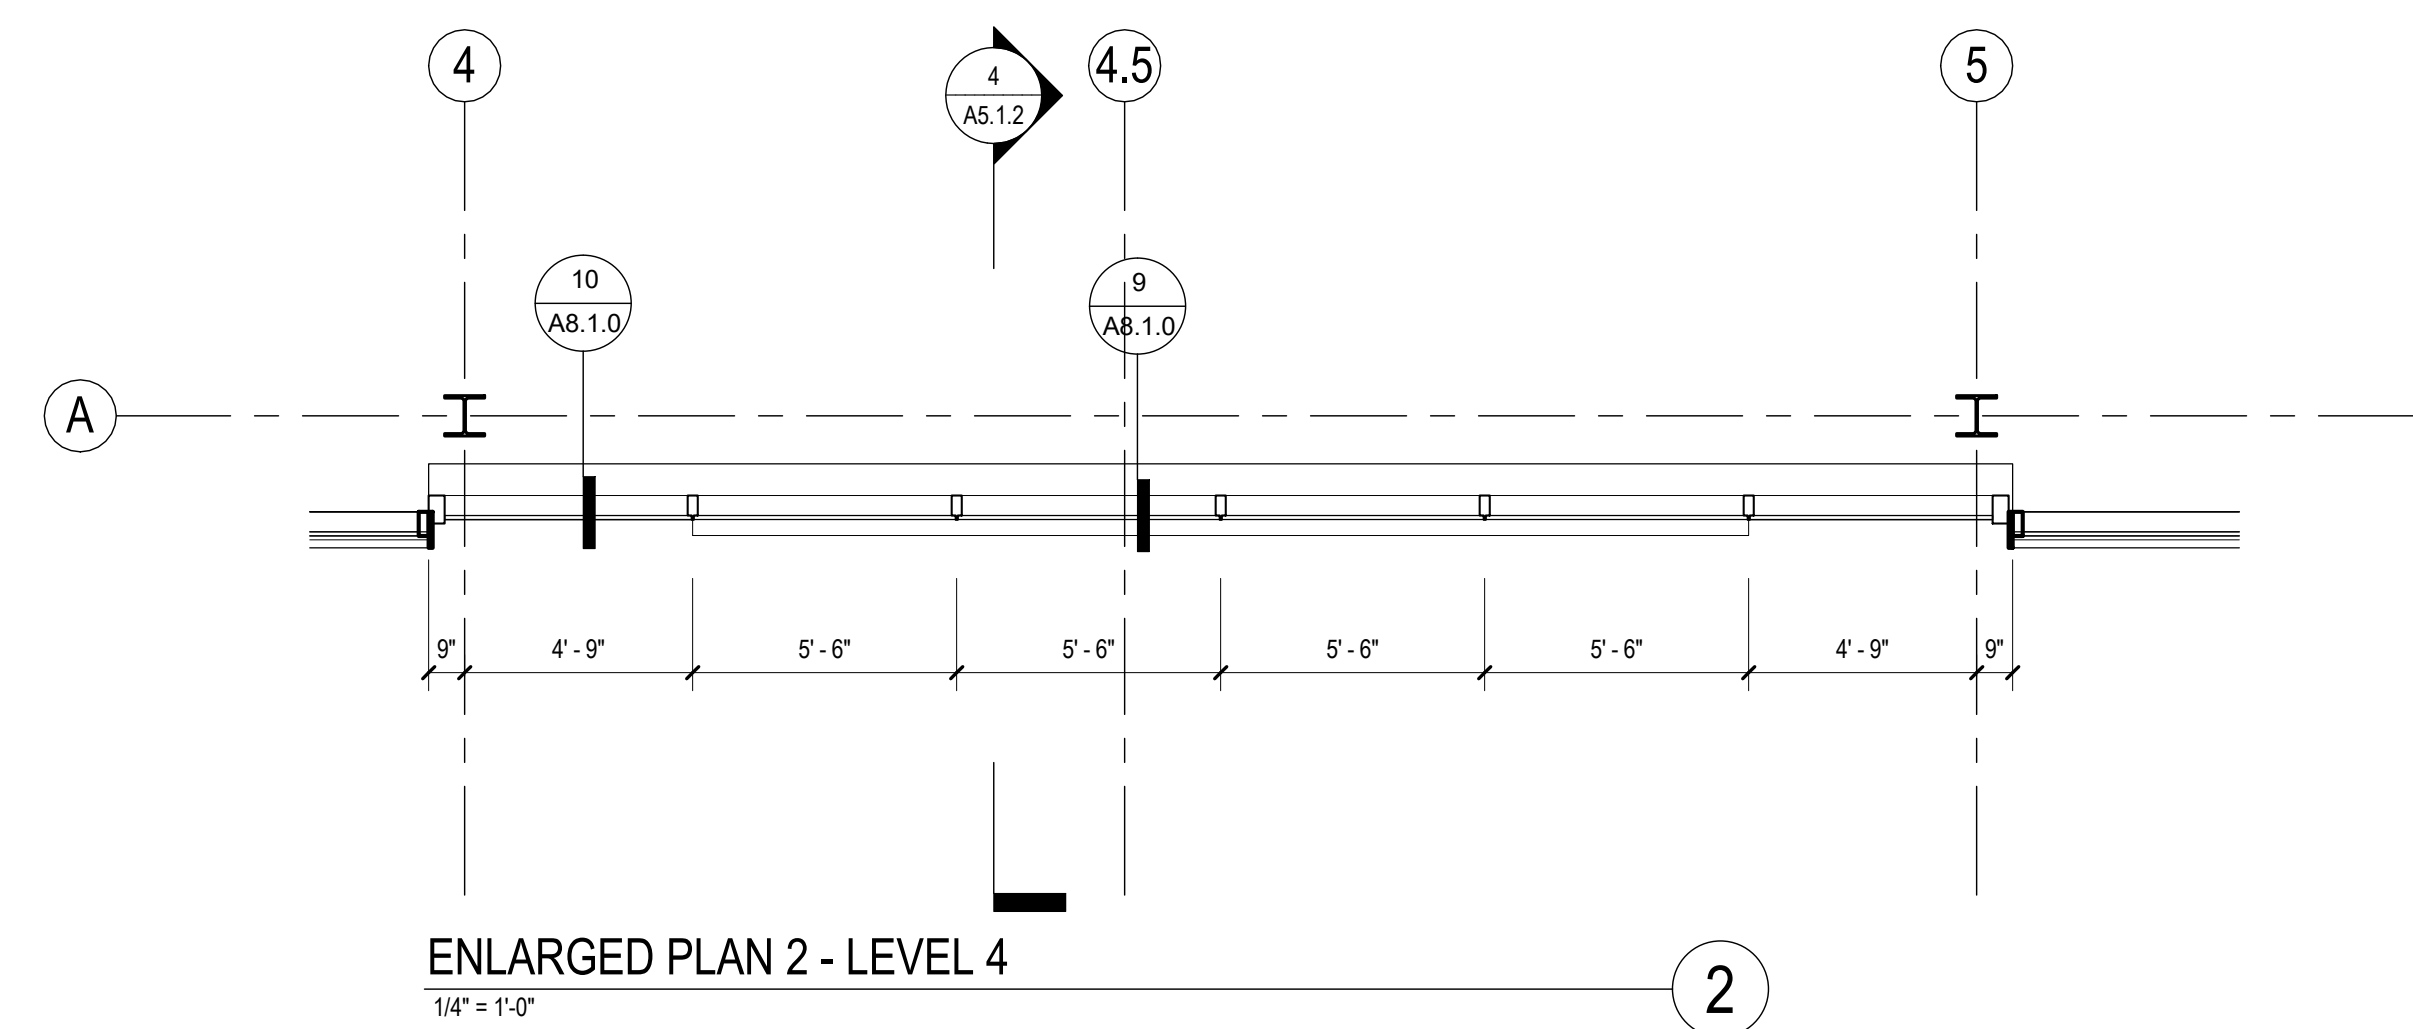 4
4
A5.1.2
4.5
5
10
A8.1.0
9
A8.1.0
A
9" 4' - 9" 5' - 6" 5' - 6" 5' - 6" 5' - 6" 4' - 9" 9"
ENLARGED PLAN 2 - LEVEL 4
2
1/4" = 1'-0"